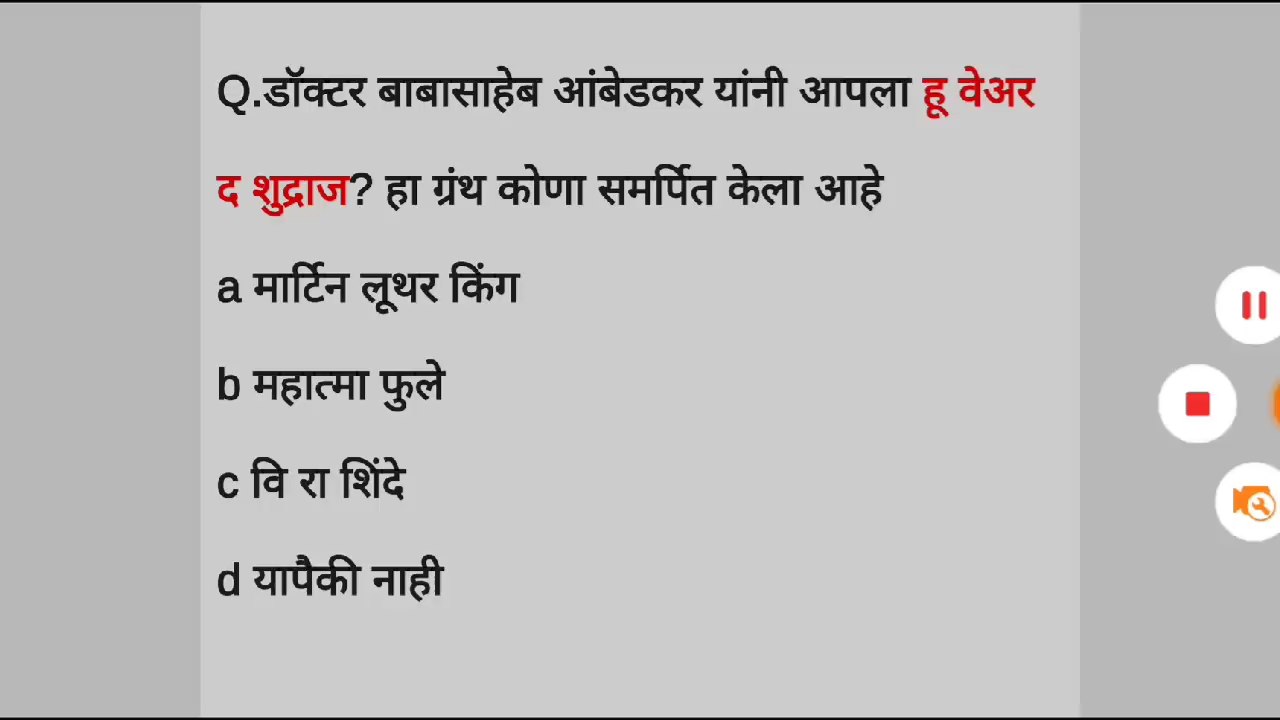 Q.डॉक्टर बाबासाहेब आंबेडकर यांनी आपला हू वेअर
द शुद्राज? हा ग्रंथ कोणा समर्पित केला आहे
a मार्टिन लूथर किंग
b महात्मा फुले
c वि रा शिंदे
d यापैकी नाही